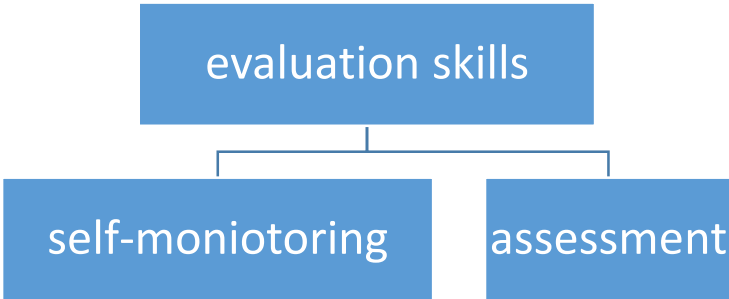 evaluation skills
self-moniotoring
assessment